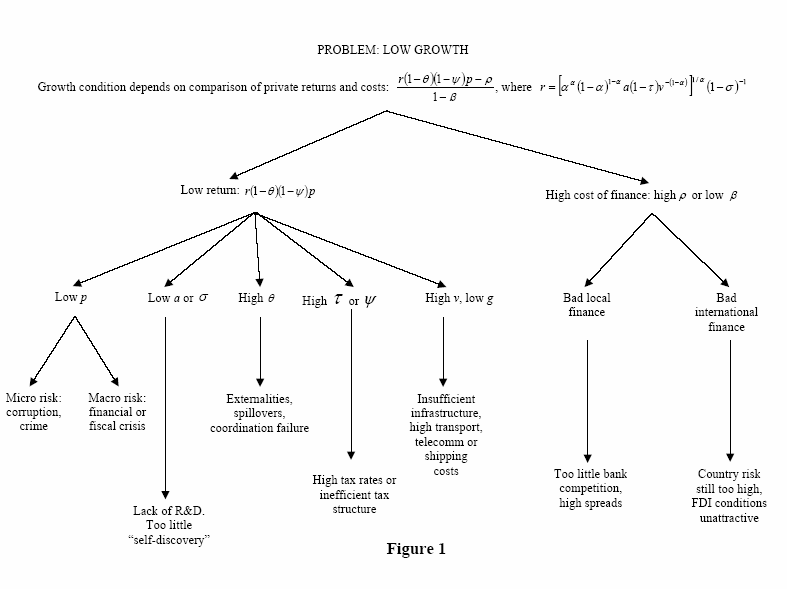 PROBLEM: LOW GROWTH
Growth condition depends on comparison of private returns and costs: r(1−θ)(1−ψ)p − ρ / 1−β, where r = [α^α (1−α)^(1−α) a(1−τ)v^(−(1−α))]^(1/α) (1−σ)^(−1)
Low return: r(1−θ)(1−ψ)p
High cost of finance: high ρ or low β
Low p
Low a or σ
High θ
High τ or ψ
High v, low g
Bad local
finance
Bad
international
finance
Micro risk:
corruption,
crime
Macro risk:
financial or
fiscal crisis
Externalities,
spillovers,
coordination failure
Insufficient
infrastructure,
high transport,
telecomm or
shipping
costs
High tax rates or
inefficient tax
structure
Too little bank
competition,
high spreads
Country risk
still too high,
FDI conditions
unattractive
Lack of R&D.
Too little
“self-discovery”
Figure 1